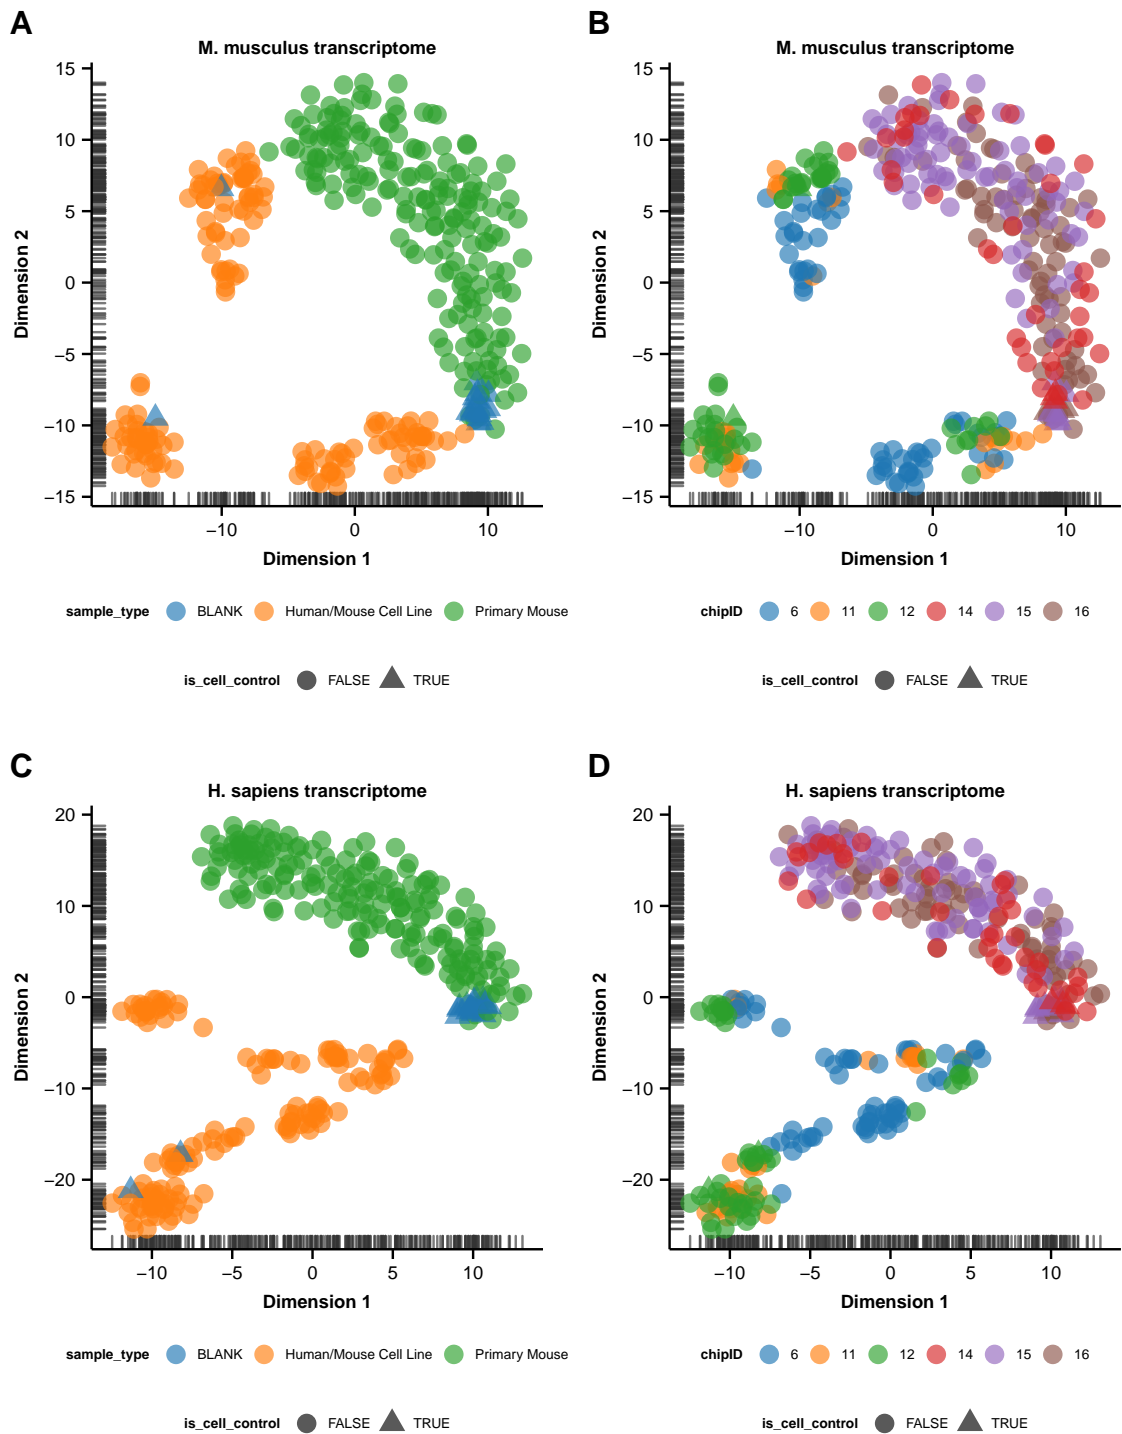 A
M. musculus transcriptome
15
10
5
0
−5
−10
−15
−10
0
10
Dimension 2
Dimension 1
sample_type BLANK Human/Mouse Cell Line Primary Mouse
is_cell_control FALSE TRUE
B
M. musculus transcriptome
15
10
5
0
−5
−10
−15
−10
0
10
Dimension 2
Dimension 1
chipID 6 11 12 14 15 16
is_cell_control FALSE TRUE
C
H. sapiens transcriptome
20
10
0
−10
−20
−10
−5
0
5
10
Dimension 2
Dimension 1
sample_type BLANK Human/Mouse Cell Line Primary Mouse
is_cell_control FALSE TRUE
D
H. sapiens transcriptome
20
10
0
−10
−20
−10
−5
0
5
10
Dimension 2
Dimension 1
chipID 6 11 12 14 15 16
is_cell_control FALSE TRUE